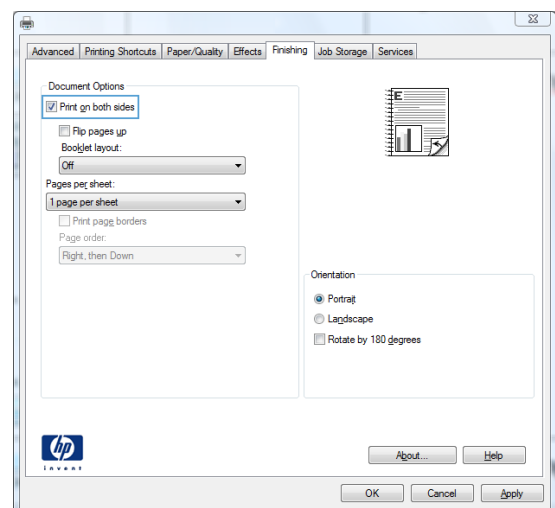 Advanced Printing Shortcuts Paper/Quality Effects Finishing Job Storage Services
Document Options
Print on both sides
Flip pages up
Booklet layout:
Off
Pages per sheet:
1 page per sheet
Print page borders
Page order:
Right, then Down
E
Orientation
Portrait
Landscape
Rotate by 180 degrees
hp
invent
About... Help
OK Cancel Apply